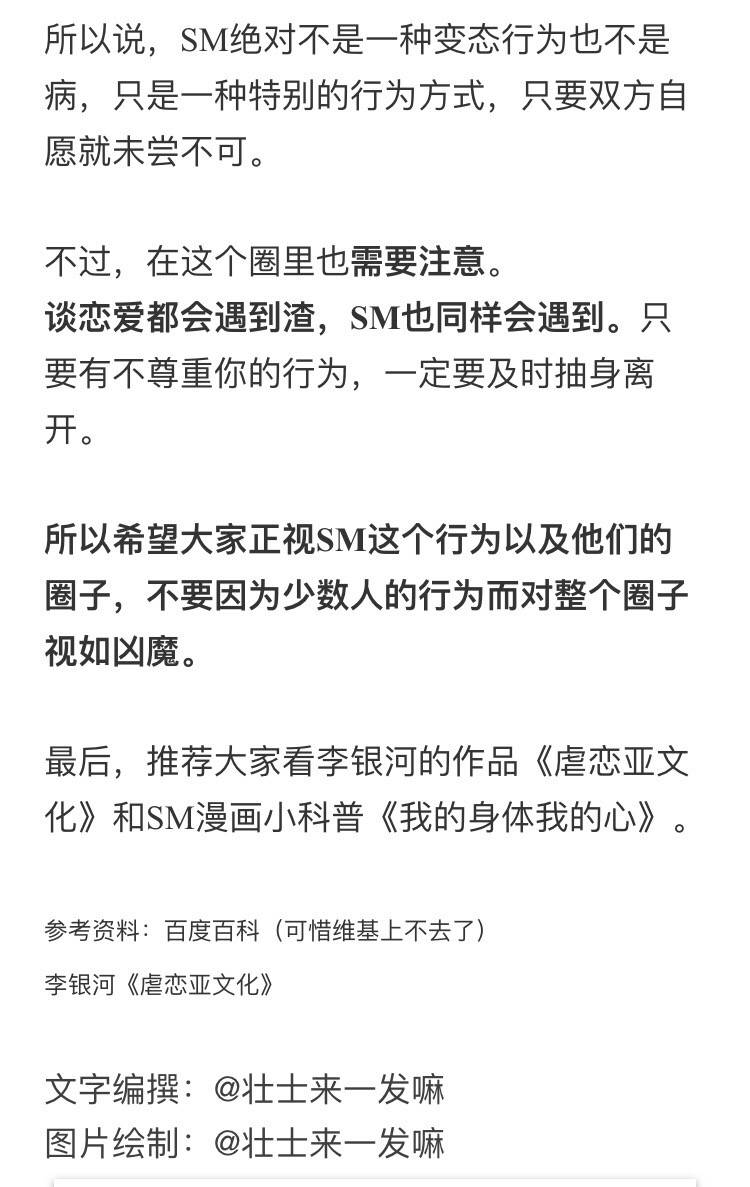 所以说，SM绝对不是一种变态行为也不是
病，只是一种特别的行为方式，只要双方自
愿就未尝不可。
不过，在这个圈里也需要注意。
谈恋爱都会遇到渣，SM也同样会遇到。只
要有不尊重你的行为，一定要及时抽身离
开。
所以希望大家正视SM这个行为以及他们的
圈子，不要因为少数人的行为而对整个圈子
视如凶魔。
最后，推荐大家看李银河的作品《虐恋亚文
化》和SM漫画小科普《我的身体我的心》。
参考资料：百度百科（可惜维基上不去了）
李银河《虐恋亚文化》
文字编撰：@壮士来一发嘛
图片绘制：@壮士来一发嘛